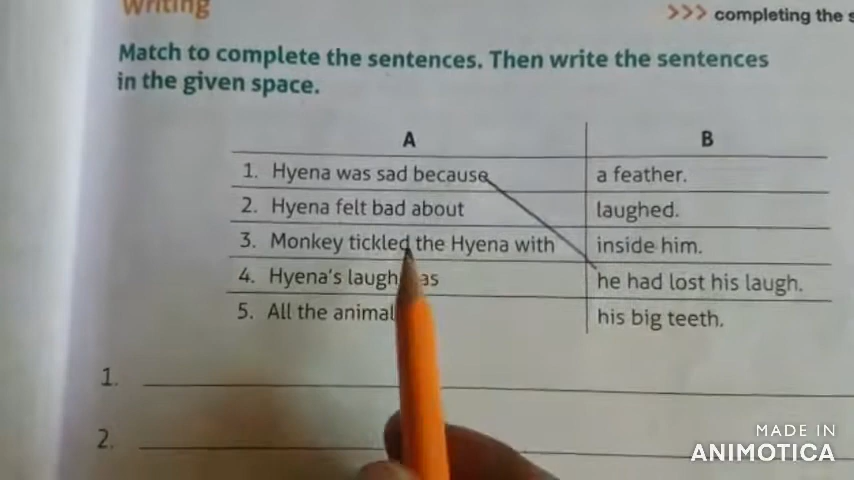 Writing
>>> completing the s
Match to complete the sentences. Then write the sentences
in the given space.
A B
1. Hyena was sad because a feather.
2. Hyena felt bad about laughed.
3. Monkey tickled the Hyena with inside him.
4. Hyena's laugh as he had lost his laugh.
5. All the animal his big teeth.
1.
2.
MADE IN
ANIMOTICA